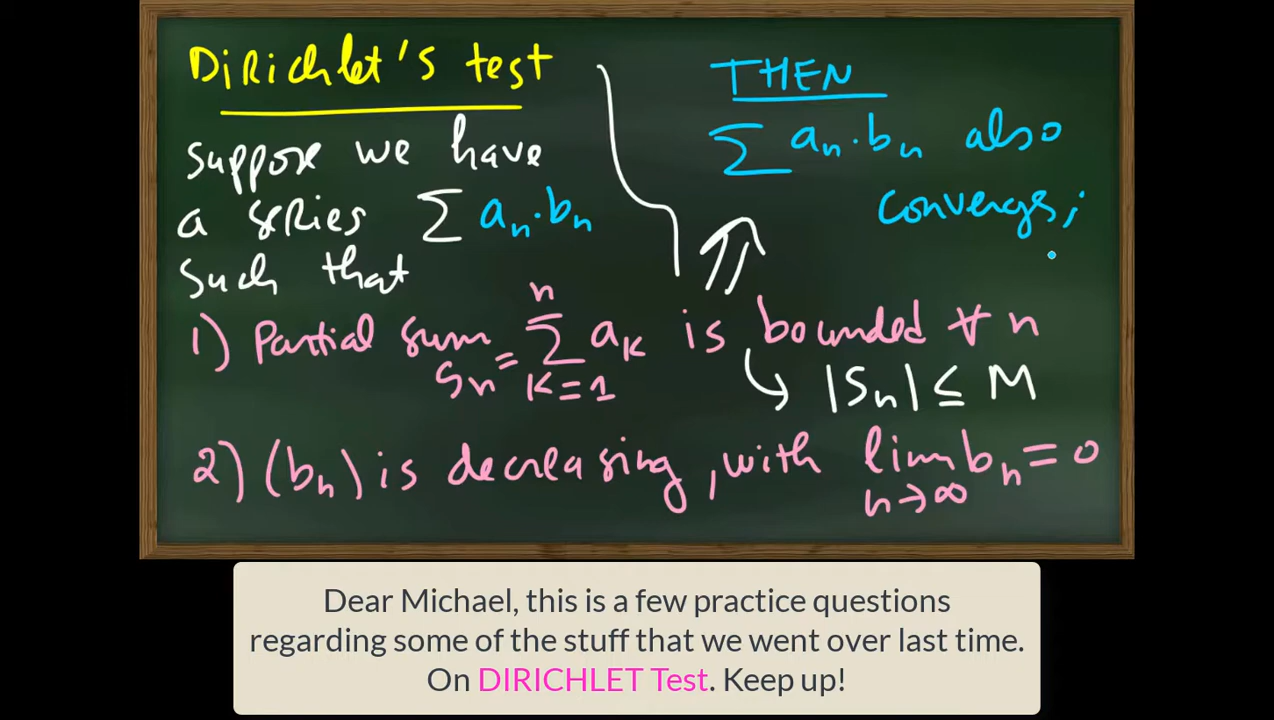 Dirichlet's test
suppose we have
a series ∑ aₙ·bₙ
such that
THEN
∑ aₙ·bₙ also
converges;
1) Partial sum Sₙ = ∑ₖ₌₁ⁿ aₖ is bounded ∀ n
↳ |Sₙ| ≤ M
2) (bₙ) is decreasing, with lim bₙ = 0
n→∞
Dear Michael, this is a few practice questions
regarding some of the stuff that we went over last time.
On DIRICHLET Test. Keep up!